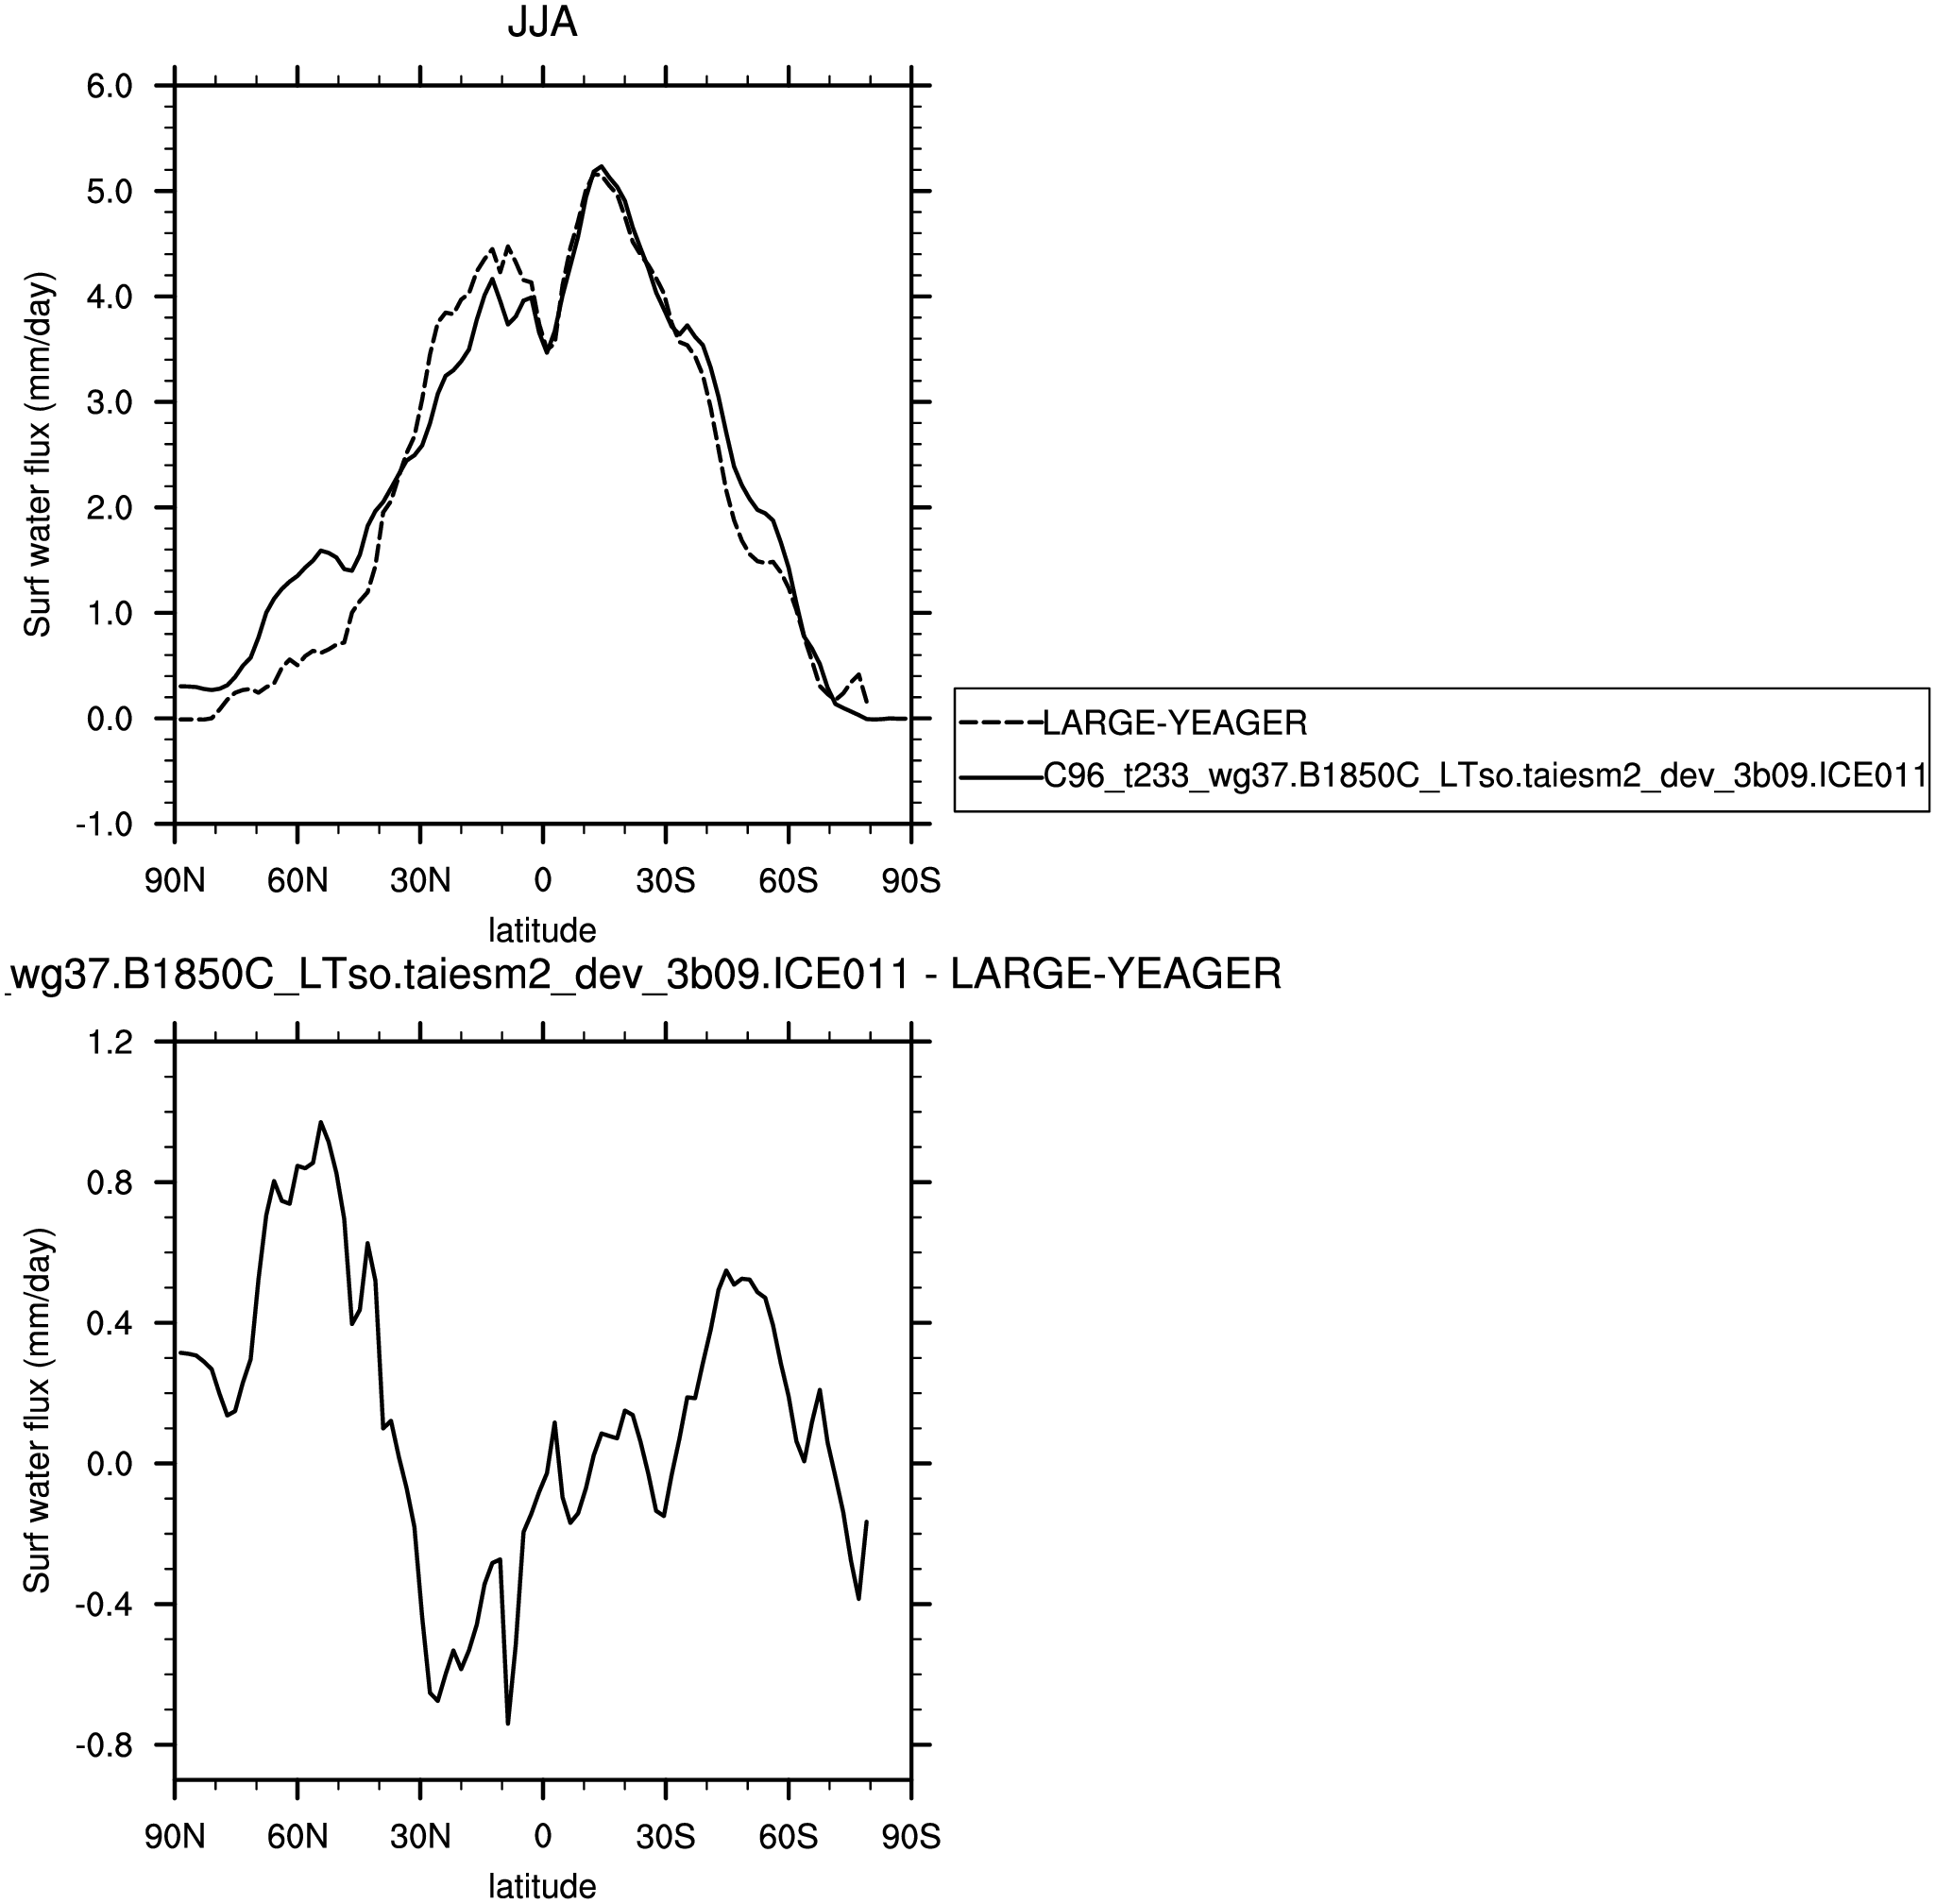 JJA
6.0
5.0
4.0
3.0
2.0
1.0
0.0
-1.0
Surf water flux (mm/day)
90N 60N 30N 0 30S 60S 90S
latitude
LARGE-YEAGER
C96_t233_wg37.B1850C_LTso.taiesm2_dev_3b09.ICE011
_wg37.B1850C_LTso.taiesm2_dev_3b09.ICE011 - LARGE-YEAGER
1.2
0.8
0.4
0.0
-0.4
-0.8
Surf water flux (mm/day)
90N 60N 30N 0 30S 60S 90S
latitude